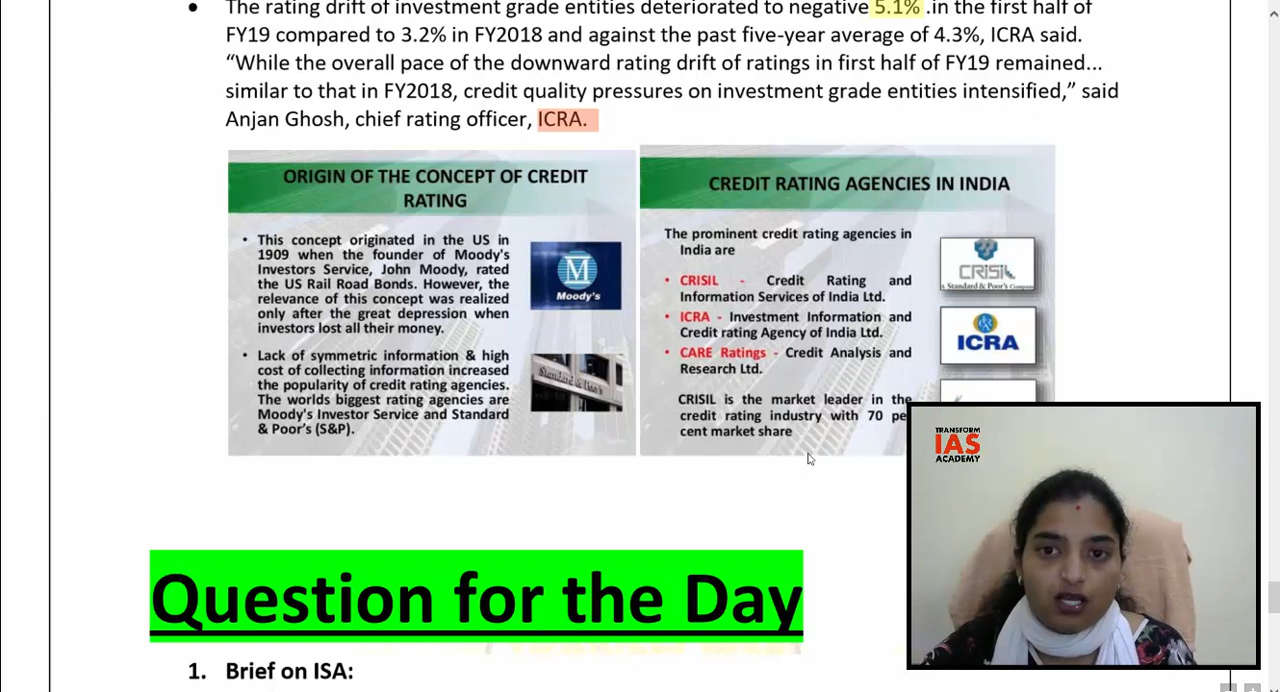 The rating drift of investment grade entities deteriorated to negative 5.1% .in the first half of
FY19 compared to 3.2% in FY2018 and against the past five-year average of 4.3%, ICRA said.
“While the overall pace of the downward rating drift of ratings in first half of FY19 remained...
similar to that in FY2018, credit quality pressures on investment grade entities intensified,” said
Anjan Ghosh, chief rating officer, ICRA.
ORIGIN OF THE CONCEPT OF CREDIT
RATING
• This concept originated in the US in
1909 when the founder of Moody's
Investors Service, John Moody, rated
the US Rail Road Bonds. However, the
relevance of this concept was realized
only after the great depression when
investors lost all their money.
• Lack of symmetric information & high
cost of collecting information increased
the popularity of credit rating agencies.
The worlds biggest rating agencies are
Moody's Investor Service and Standard
& Poor’s (S&P).
M
Moody's
Standard & Poor's
CREDIT RATING AGENCIES IN INDIA
The prominent credit rating agencies in
India are
• CRISIL - Credit Rating and
Information Services of India Ltd.
• ICRA - Investment Information and
Credit rating Agency of India Ltd.
• CARE Ratings - Credit Analysis and
Research Ltd.
CRISIL is the market leader in the
credit rating industry with 70 pe
cent market share
CRISIL
A Standard & Poor's Company
ICRA
TRANSFORM
IAS
ACADEMY
Question for the Day
1. Brief on ISA: